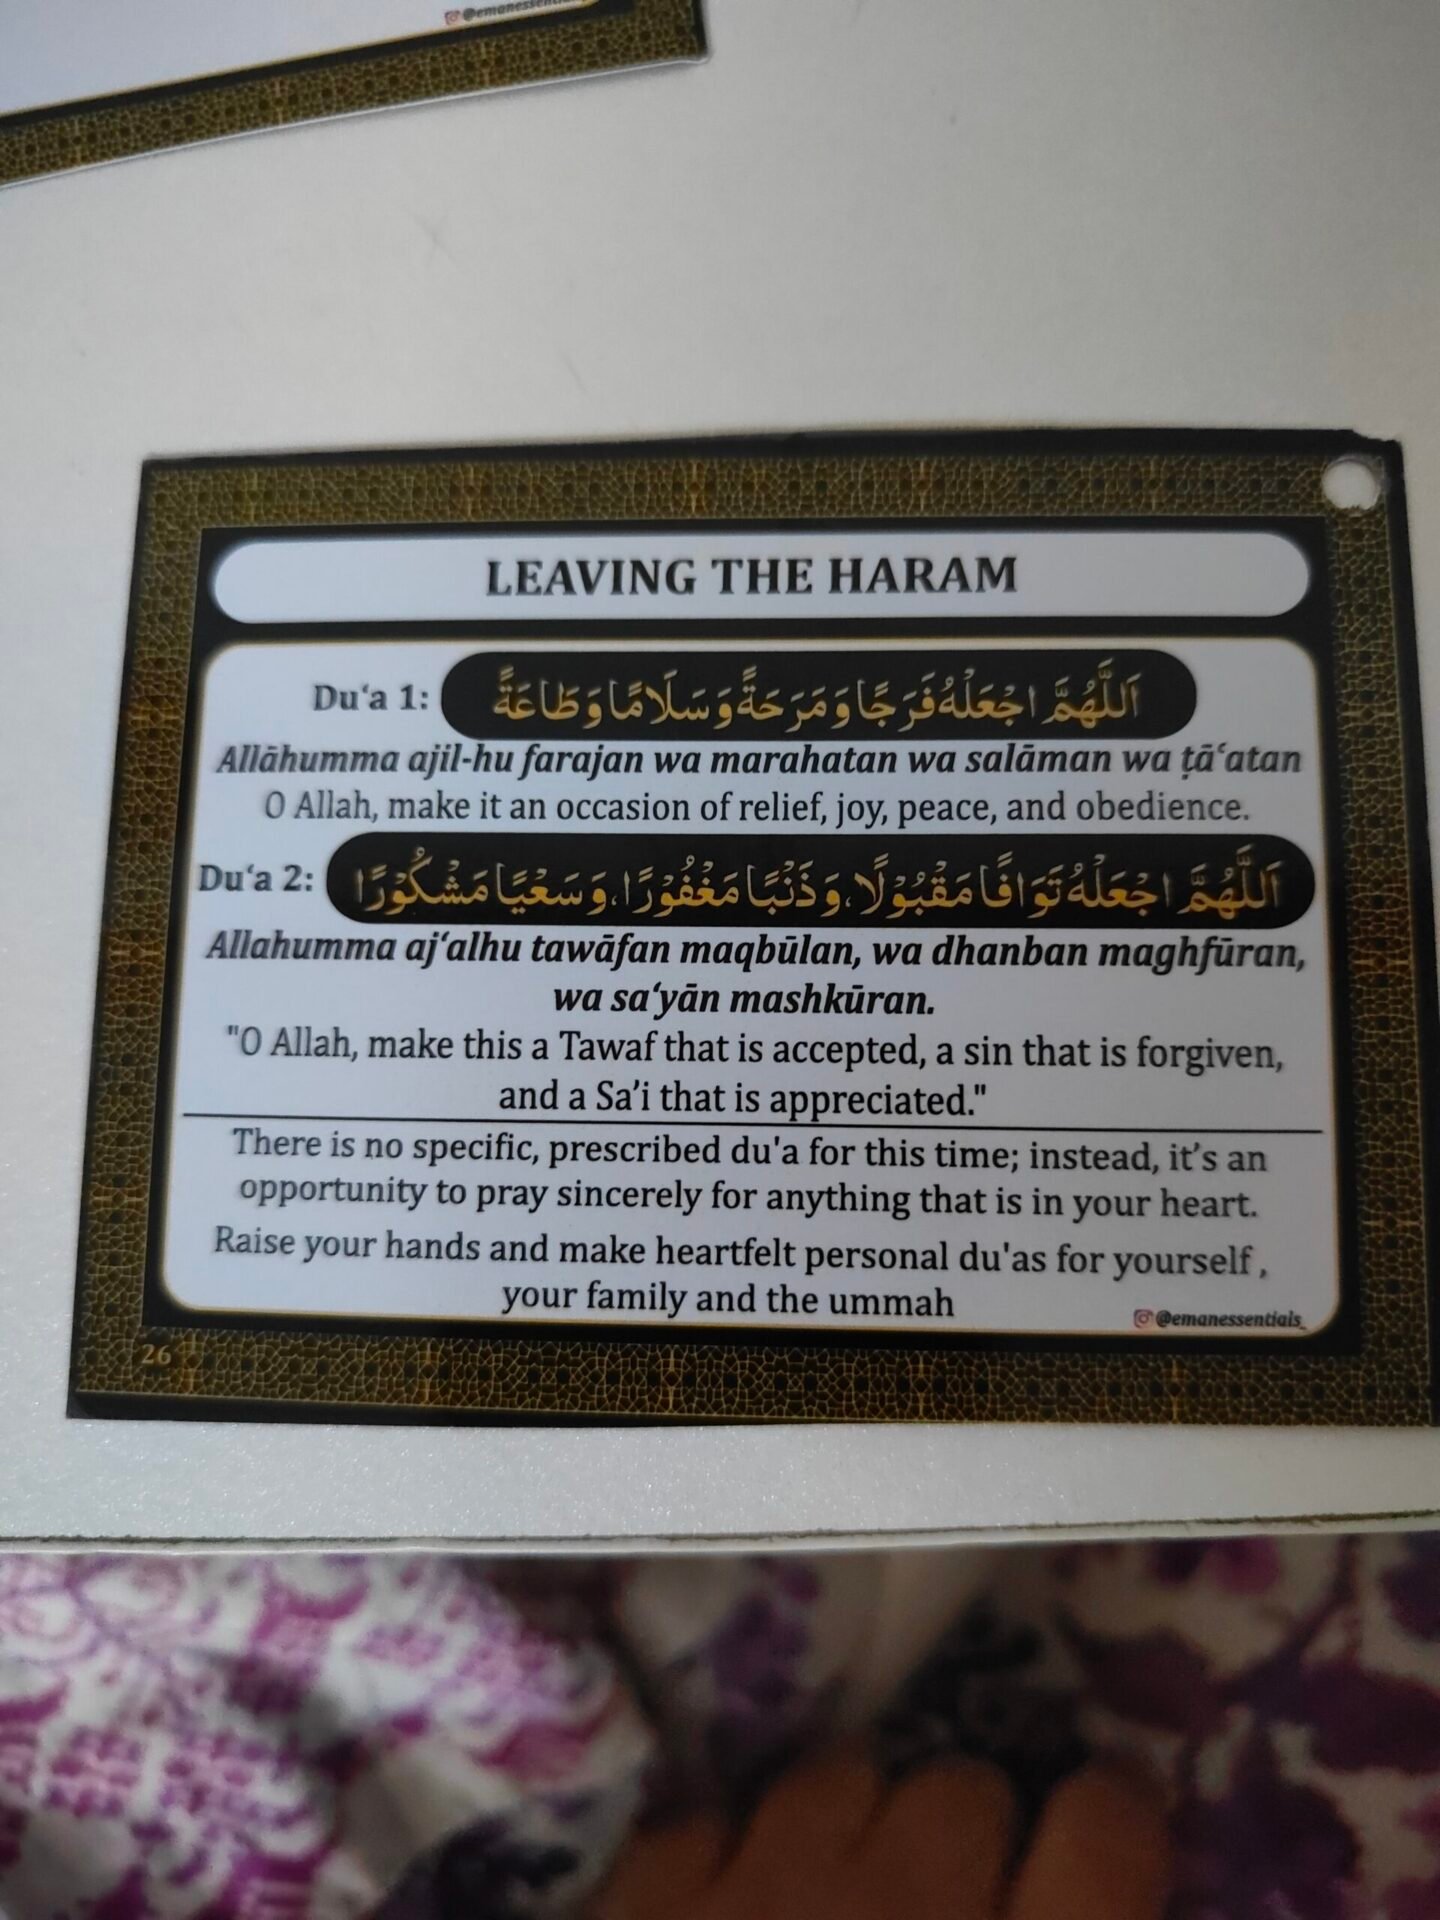 @emanessentials_
LEAVING THE HARAM
Du‘a 1: اَللّٰهُمَّ اجْعَلْهُ فَرَجًا وَمَرَحَةً وَسَلَامًا وَطَاعَةً
Allāhumma ajil-hu farajan wa marahatan wa salāman wa ṭā‘atan
O Allah, make it an occasion of relief, joy, peace, and obedience.
Du‘a 2: اَللّٰهُمَّ اجْعَلْهُ تَوَافًا مَقْبُوْلًا، وَذَنْبًا مَغْفُوْرًا، وَسَعْيًا مَشْكُوْرًا
Allahumma aj‘alhu tawāfan maqbūlan, wa dhanban maghfūran,
wa sa‘yān mashkūran.
"O Allah, make this a Tawaf that is accepted, a sin that is forgiven,
and a Sa’i that is appreciated."
There is no specific, prescribed du'a for this time; instead, it’s an
opportunity to pray sincerely for anything that is in your heart.
Raise your hands and make heartfelt personal du'as for yourself ,
your family and the ummah
@emanessentials_
26